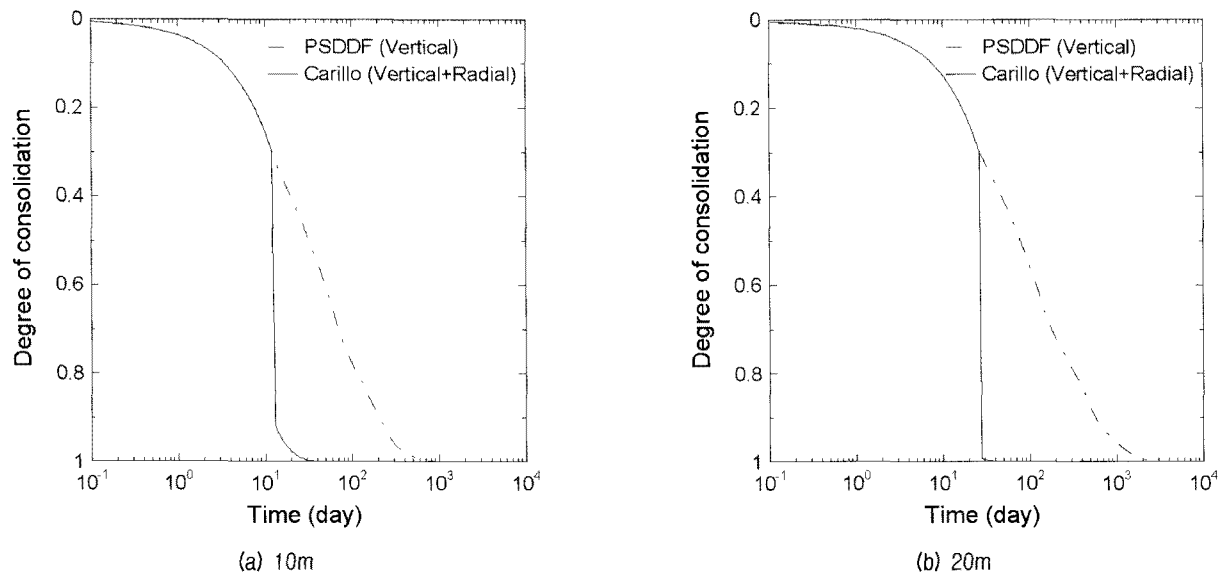 0
0.2
0.4
0.6
0.8
1
Degree of consolidation
PSDDF (Vertical)
Carillo (Vertical+Radial)
10-1
100
101
102
103
104
Time (day)
(a) 10m
0
0.2
0.4
0.6
0.8
1
Degree of consolidation
PSDDF (Vertical)
Carillo (Vertical+Radial)
10-1
100
101
102
103
104
Time (day)
(b) 20m